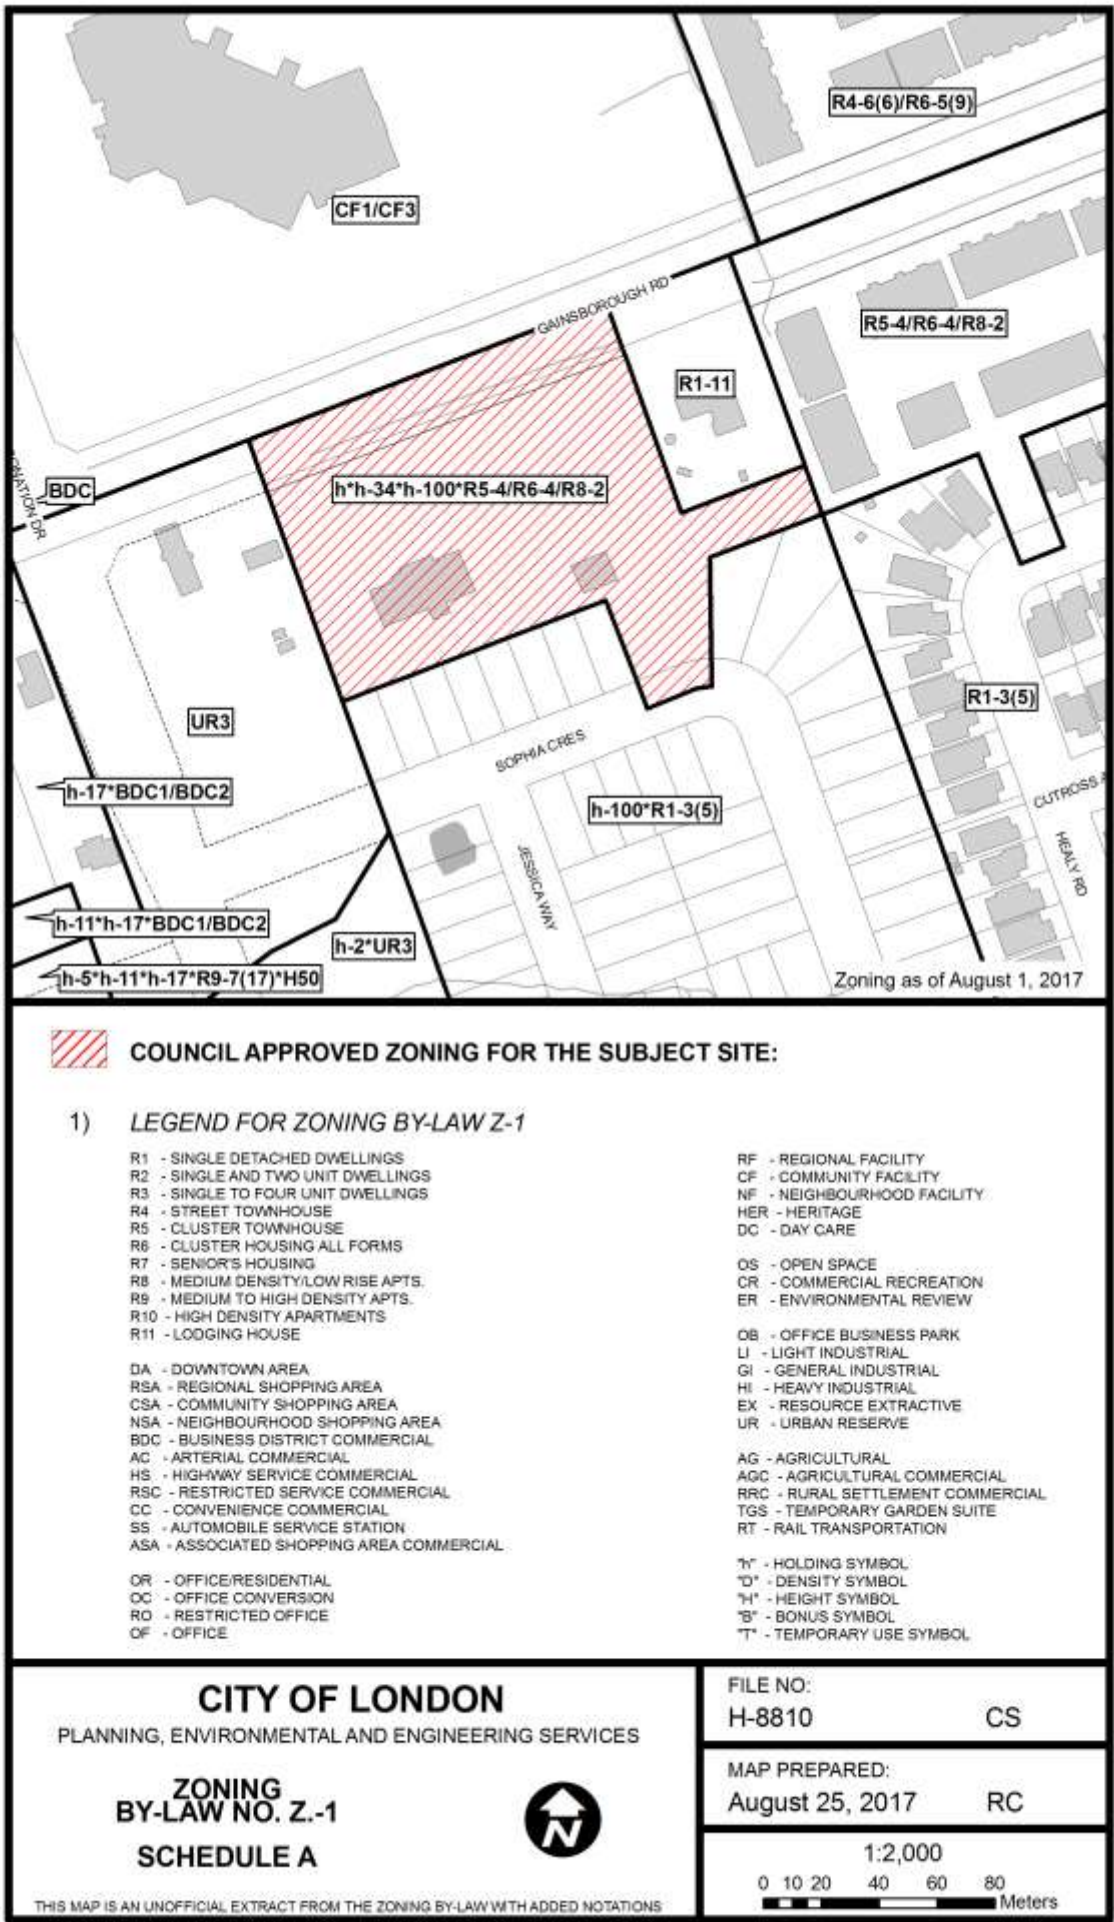 R4-6(6)/R6-5(9)
CF1/CF3
GAINSBOROUGH RD
R5-4/R6-4/R8-2
R1-11
BDC
h*h-34*h-100*R5-4/R6-4/R8-2
UR3
R1-3(5)
SOPHIA CRES
h-17*BDC1/BDC2
h-100*R1-3(5)
CUTROSS
JESSICA WAY
HEALY RD
h-11*h-17*BDC1/BDC2
h-2*UR3
h-5*h-11*h-17*R9-7(17)*H50
Zoning as of August 1, 2017
COUNCIL APPROVED ZONING FOR THE SUBJECT SITE:
1) LEGEND FOR ZONING BY-LAW Z-1
R1 - SINGLE DETACHED DWELLINGS
R2 - SINGLE AND TWO UNIT DWELLINGS
R3 - SINGLE TO FOUR UNIT DWELLINGS
R4 - STREET TOWNHOUSE
R5 - CLUSTER TOWNHOUSE
R6 - CLUSTER HOUSING ALL FORMS
R7 - SENIOR'S HOUSING
R8 - MEDIUM DENSITY/LOW RISE APTS.
R9 - MEDIUM TO HIGH DENSITY APTS.
R10 - HIGH DENSITY APARTMENTS
R11 - LODGING HOUSE
DA - DOWNTOWN AREA
RSA - REGIONAL SHOPPING AREA
CSA - COMMUNITY SHOPPING AREA
NSA - NEIGHBOURHOOD SHOPPING AREA
BDC - BUSINESS DISTRICT COMMERCIAL
AC - ARTERIAL COMMERCIAL
HS - HIGHWAY SERVICE COMMERCIAL
RSC - RESTRICTED SERVICE COMMERCIAL
CC - CONVENIENCE COMMERCIAL
SS - AUTOMOBILE SERVICE STATION
ASA - ASSOCIATED SHOPPING AREA COMMERCIAL
OR - OFFICE/RESIDENTIAL
OC - OFFICE CONVERSION
RO - RESTRICTED OFFICE
OF - OFFICE
RF - REGIONAL FACILITY
CF - COMMUNITY FACILITY
NF - NEIGHBOURHOOD FACILITY
HER - HERITAGE
DC - DAY CARE
OS - OPEN SPACE
CR - COMMERCIAL RECREATION
ER - ENVIRONMENTAL REVIEW
OB - OFFICE BUSINESS PARK
LI - LIGHT INDUSTRIAL
GI - GENERAL INDUSTRIAL
HI - HEAVY INDUSTRIAL
EX - RESOURCE EXTRACTIVE
UR - URBAN RESERVE
AG - AGRICULTURAL
AGC - AGRICULTURAL COMMERCIAL
RRC - RURAL SETTLEMENT COMMERCIAL
TGS - TEMPORARY GARDEN SUITE
RT - RAIL TRANSPORTATION
"h" - HOLDING SYMBOL
"D" - DENSITY SYMBOL
"H" - HEIGHT SYMBOL
"B" - BONUS SYMBOL
"T" - TEMPORARY USE SYMBOL
CITY OF LONDON
PLANNING, ENVIRONMENTAL AND ENGINEERING SERVICES
ZONING
BY-LAW NO. Z.-1
SCHEDULE A
N
THIS MAP IS AN UNOFFICIAL EXTRACT FROM THE ZONING BY-LAW WITH ADDED NOTATIONS
FILE NO:
H-8810 CS
MAP PREPARED:
August 25, 2017 RC
1:2,000
0 10 20 40 60 80
Meters